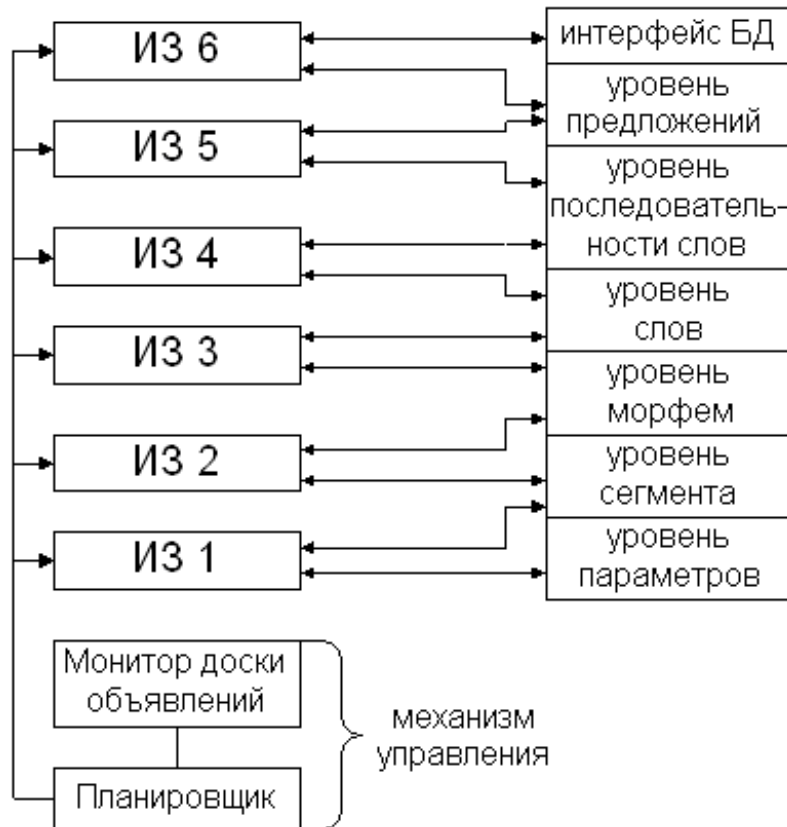 ИЗ 6
ИЗ 5
ИЗ 4
ИЗ 3
ИЗ 2
ИЗ 1
интерфейс БД
уровень
предложений
уровень
последователь-
ности слов
уровень
слов
уровень
морфем
уровень
сегмента
уровень
параметров
Монитор доски
объявлений
Планировщик
механизм
управления